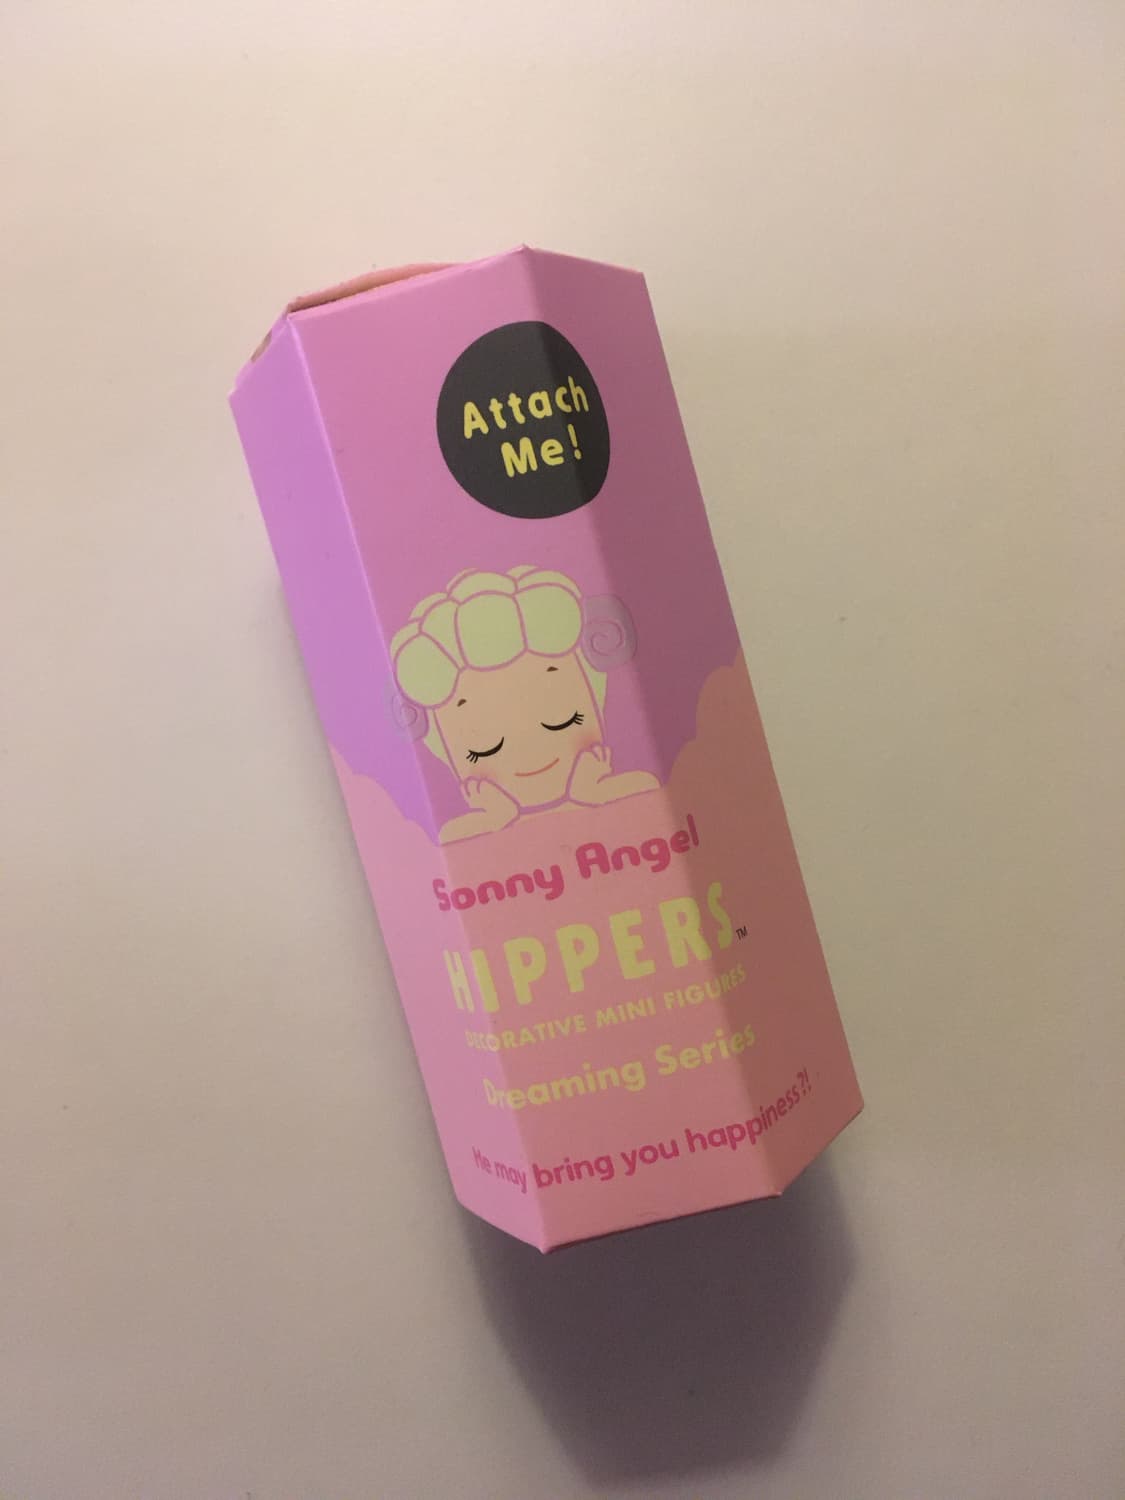 Attach
Me!
Sonny Angel
HIPPERS™
DECORATIVE MINI FIGURES
Dreaming Series
He may bring you happiness?!